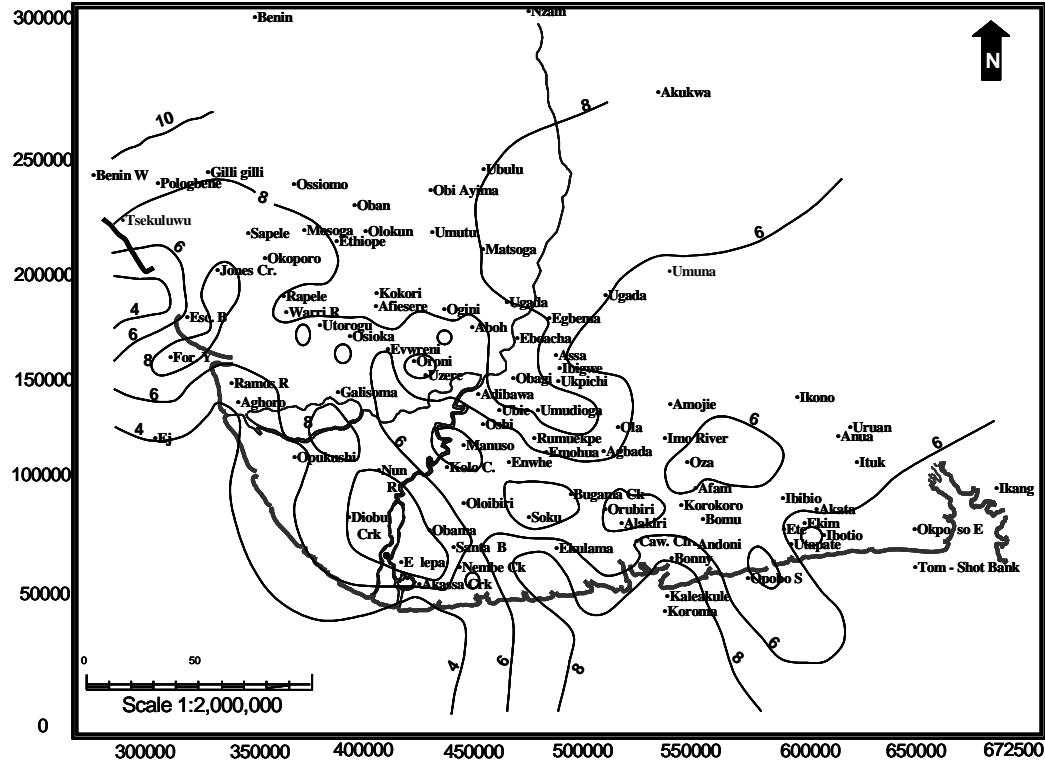 300000
Benin
Nzam
N
Akukwa
8
10
250000
Benin W
Pologbene
Gilli gilli
Ossiomo
Ubulu
Obi Ayima
8
Oban
Tsekuluwu
Sapele
Mosoga
Olokun
Ethiope
Umutu
Matsoga
6
6
Okoporo
200000
Jones Cr.
Umuna
Rapele
Kokori
Afiesere
Warri R
Ogini
Ugada
Ugada
4
Esc. B
Utorogu
Osioka
Aboh
Egbema
6
Eboacha
8
For Y
Evwreni
Oroni
Assa
Ibigwe
150000
Uzere
Obagi
Ukpichi
6
Ramos R
Galisoma
Adibawa
Aghoro
Ubie
Umudioga
Amojie
Ikono
4
Ej
8
6
Oshi
Ola
6
Uruan
Anua
6
Manuso
Rumuekpe
Imo River
100000
Opukushi
Nun
R
Kolo C.
Enwhe
Emohua
Agbada
Oza
Ituk
Afam
Ikang
Oloibiri
Bugama Ck
Korokoro
Ibibio
Diobu
Crk
Soku
Orubiri
Alakiri
Bomu
Akata
Ekim
Obama
Ete
Ibotio
Okpo so E
Santa B
Ekulama
Caw. Ch
Andoni
Utapate
E lepa
Nembe Ck
Bonny
Tom - Shot Bank
50000
Akassa Crk
Opobo S
Kaleakule
Koroma
4
6
8
8
6
0
50
Scale 1:2,000,000
0
300000
350000
400000
450000
500000
550000
600000
650000
672500